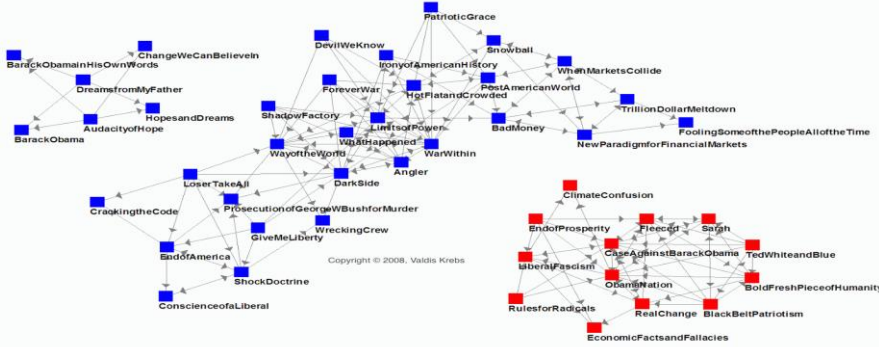 PatrioticGrace
DevilWeKnow
Snowball
ChangeWeCanBelieveIn
BarackObamainHisOwnWords
IronyofAmericanHistory
WhenMarketsCollide
DreamsfromMyFather
ForeverWar
HotFlatandCrowded
PostAmericanWorld
HopesandDreams
ShadowFactory
TrillionDollarMeltdown
AudacityofHope
LimitsofPower
BadMoney
FoolingSomeofthePeopleAlloftheTime
BarackObama
WhatHappened
NewParadigmforFinancialMarkets
WayoftheWorld
WarWithin
Angler
LoserTakeAll
DarkSide
ClimateConfusion
CrackingtheCode
ProsecutionofGeorgeWBushforMurder
WreckingCrew
EndofProsperity
Fleeced
Sarah
GiveMeLiberty
EndofAmerica
CaseAgainstBarackObama
TedWhiteandBlue
Copyright © 2008, Valdis Krebs
LiberalFascism
ShockDoctrine
ObamaNation
BoldFreshPieceofHumanity
ConscienceofaLiberal
RulesforRadicals
RealChange
BlackBeltPatriotism
EconomicFactsandFallacies